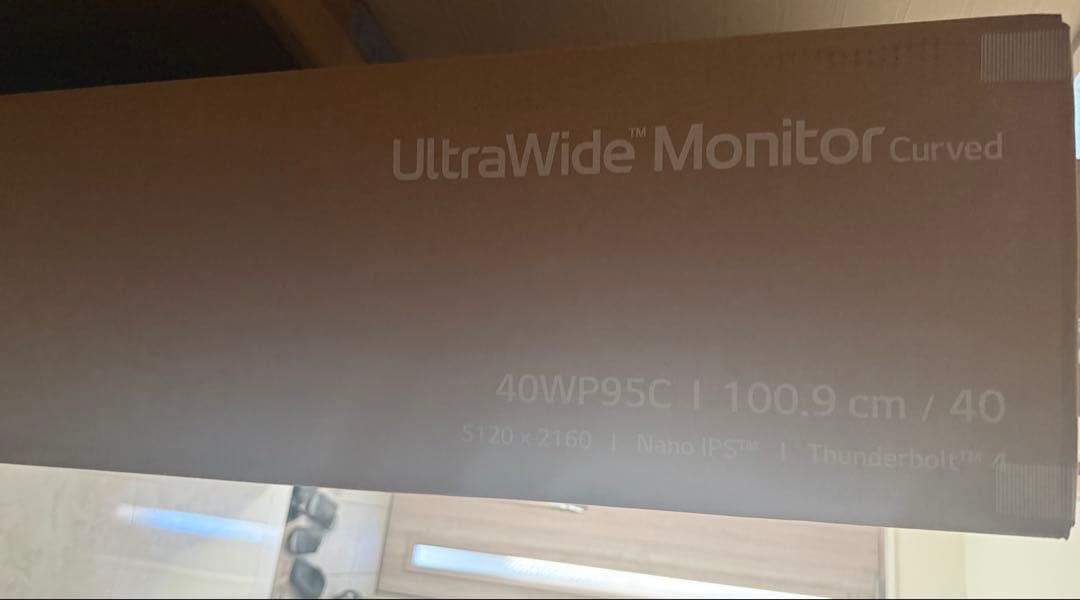 UltraWide™ Monitor Curved
40WP95C | 100.9 cm / 40
5120 x 2160 | Nano IPS™ | Thunderbolt™ 4